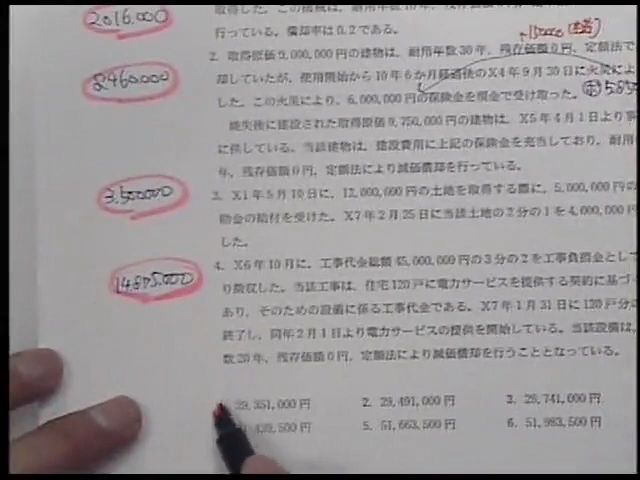 2,016,000
行っている。償却率は0.2である。
2. 取得原価9,000,000円の建物は、耐用年数30年、残存価額0円、定額法で
2460.000
却していたが、使用開始から10年6か月経過後のX4年9月30日に火災に
した。この火災により、6,000,000円の保険金を現金で受け取った。
焼失後に建設された取得原価9,750,000円の建物は、X5年4月1日より事
に供している。当該建物は、建設費用に上記の保険金を充当しており、耐用
年、残存価額0円、定額法により減価償却を行っている。
3,500000
3. X1年5月10日に、12,000,000円の土地を取得する際に、5,000,000円の
助金の給付を受けた。X7年2月25日に当該土地の2分の1を4,000,000円
した。
4. X6年10月に、工事代金総額45,000,000円の3分の2を工事負担金として
14,875.000
り徴収した。当該工事は、住宅120戸に電力サービスを提供する契約に基づ
あり、そのための設備に係る工事代金である。X7年1月31日に120戸分
終了し、同年2月1日より電力サービスの提供を開始している。当該設備は、
数20年、残存価額0円、定額法により減価償却を行うこととなっている。
29,351,000円 2. 29,491,000円 3. 29,741,000円
439,500円 5. 51,663,500円 6. 51,983,500円